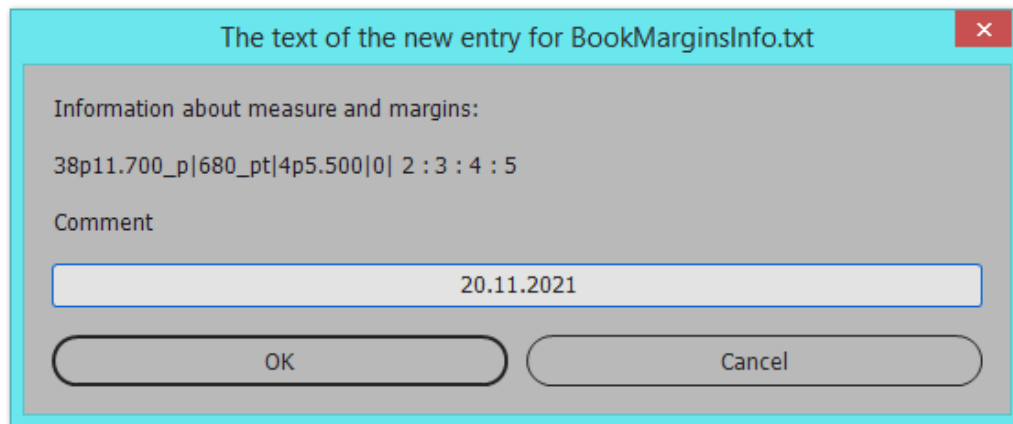 The text of the new entry for BookMarginsInfo.txt
Information about measure and margins:
38p11.700_p|680_pt|4p5.500|0| 2 : 3 : 4 : 5
Comment
20.11.2021
OK Cancel